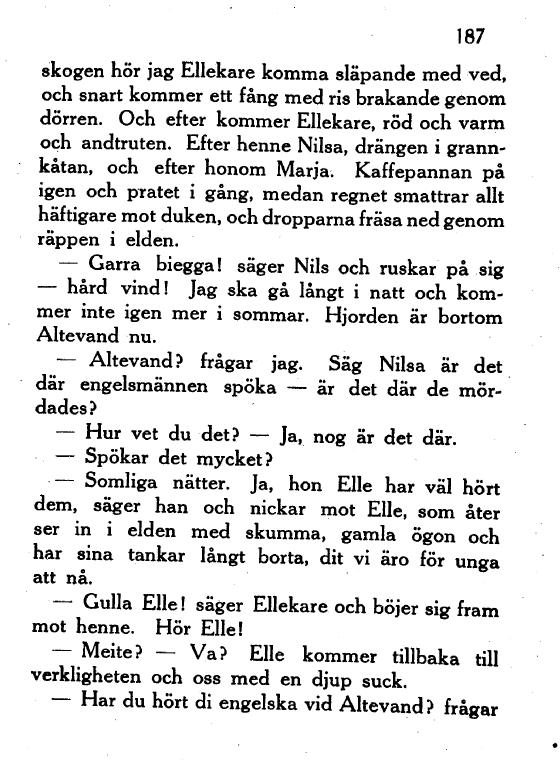 187
skogen hör jag Ellekare komma släpande med ved,
och snart kommer ett fång med ris brakande genom
dörren. Och efter kommer Ellekare, röd och varm
och andtruten. Efter henne Nilsa, drängen i grann-
kåtan, och efter honom Marja. Kaffepannan på
igen och pratet i gång, medan regnet smattrar allt
häftigare mot duken, och dropparna fräsa ned genom
räppen i elden.
— Garra biegga! säger Nils och ruskar på sig
— hård vind! Jag ska gå långt i natt och kom-
mer inte igen mer i sommar. Hjorden är bortom
Altevand nu.
— Altevand? frågar jag. Säg Nilsa är det
där engelsmännen spöka — är det där de mör-
dades?
— Hur vet du det? — Ja, nog är det där.
— Spökar det mycket?
— Somliga nätter. Ja, hon Elle har väl hört
dem, säger han och nickar mot Elle, som åter
ser in i elden med skumma, gamla ögon och
har sina tankar långt borta, dit vi äro för unga
att nå.
— Gulla Elle! säger Ellekare och böjer sig fram
mot henne. Hör Elle!
— Meite? — Va? Elle kommer tillbaka till
verkligheten och oss med en djup suck.
— Har du hört di engelska vid Altevand? frågar